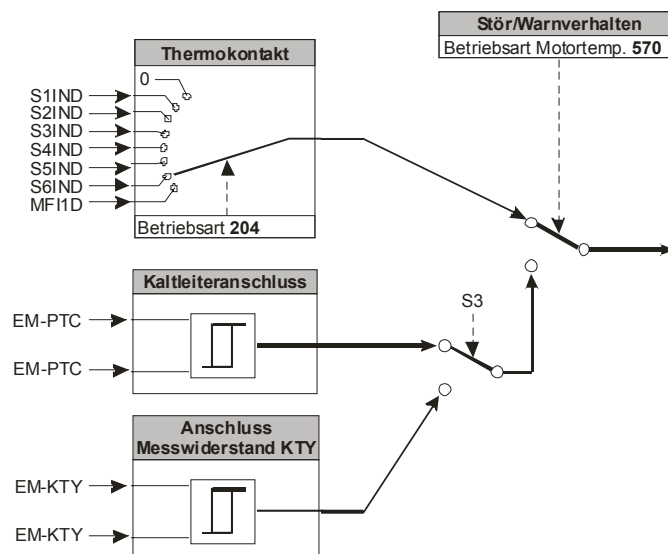 Stör/Warnverhalten
Betriebsart Motortemp. 570
Thermokontakt
0
S1IND
S2IND
S3IND
S4IND
S5IND
S6IND
MFI1D
Betriebsart 204
Kaltleiteranschluss
EM-PTC
EM-PTC
S3
Anschluss
Messwiderstand KTY
EM-KTY
EM-KTY